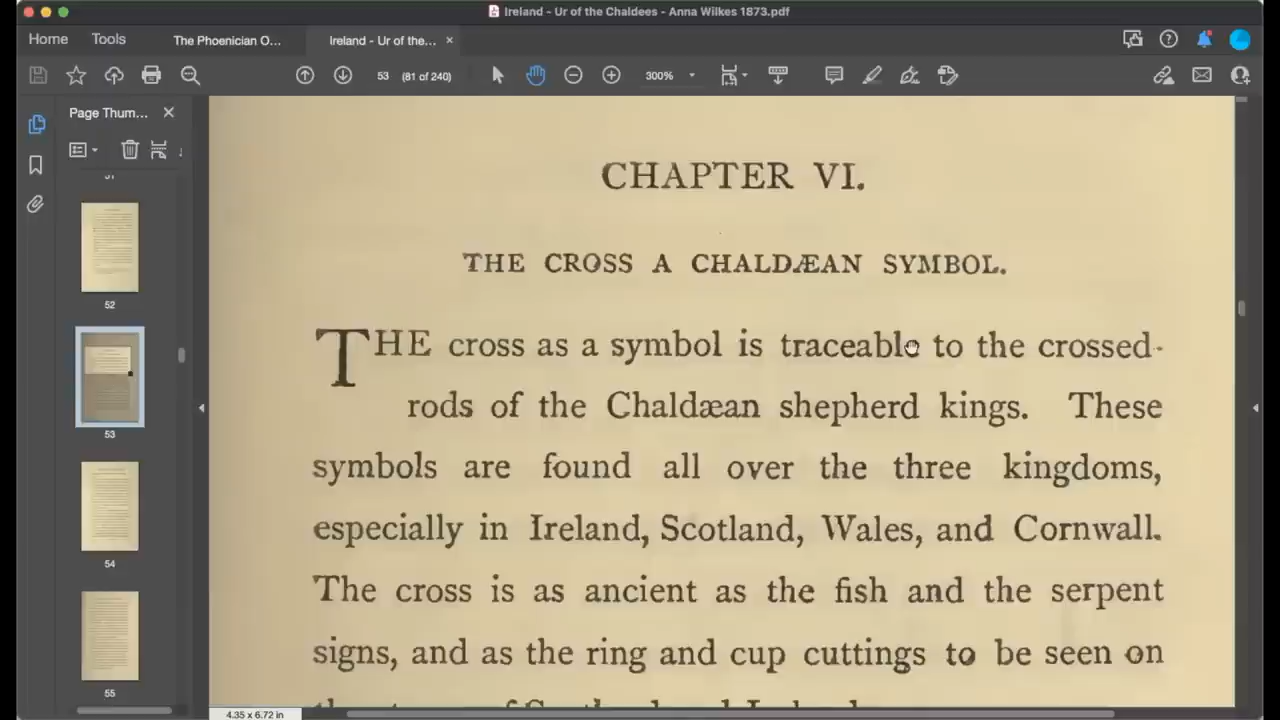 Ireland - Ur of the Chaldees - Anna Wilkes 1873.pdf
Home Tools The Phoenician O... Ireland - Ur of the... ×
53 (81 of 240) 300%
Page Thum...
52
53
54
55
CHAPTER VI.
THE CROSS A CHALDÆAN SYMBOL.
THE cross as a symbol is traceable to the crossed-
rods of the Chaldæan shepherd kings. These
symbols are found all over the three kingdoms,
especially in Ireland, Scotland, Wales, and Cornwall.
The cross is as ancient as the fish and the serpent
signs, and as the ring and cup cuttings to be seen on
4.35 x 6.72 in